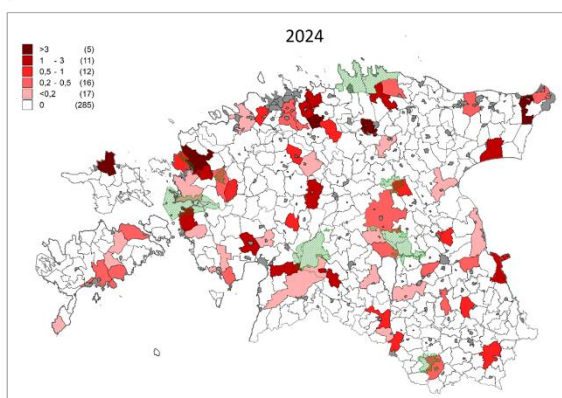 2024
>3 (5)
1 - 3 (11)
0,5 - 1 (12)
0,2 - 0,5 (16)
<0,2 (17)
0 (285)